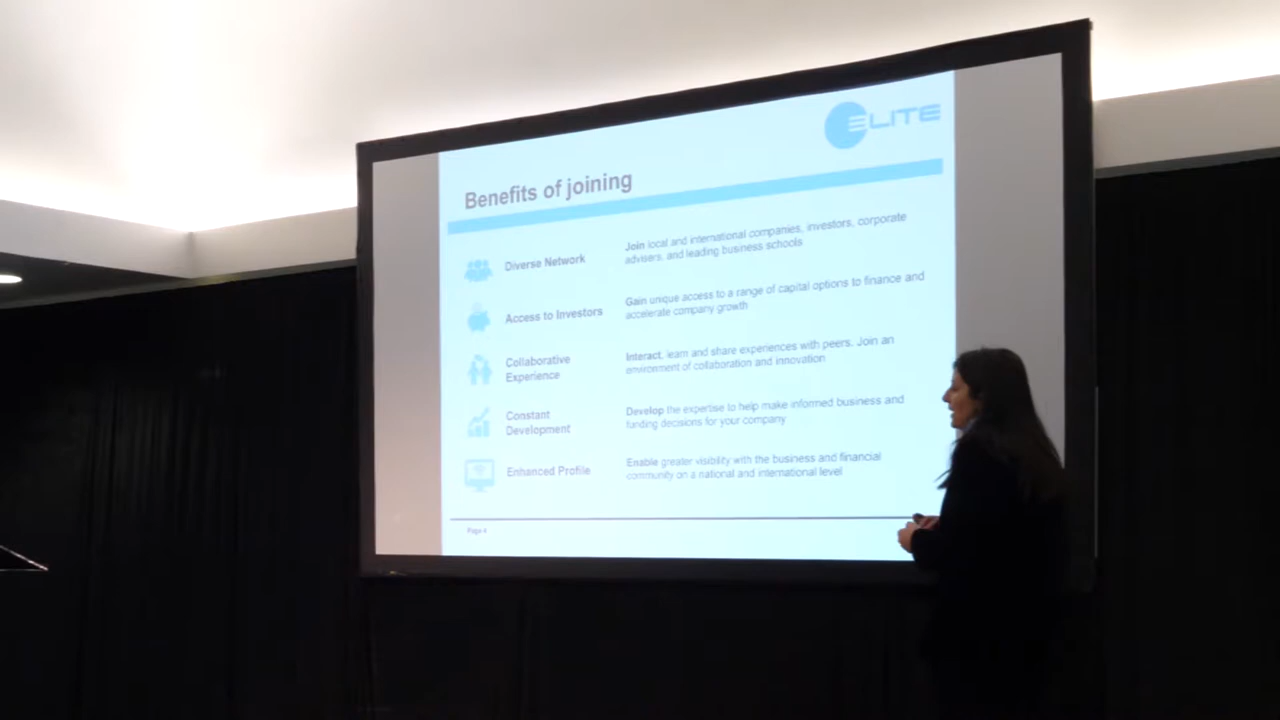 ELITE
Benefits of joining
Diverse Network
Join local and international companies, investors, corporate
advisers, and leading business schools
Access to Investors
Gain unique access to a range of capital options to finance and
accelerate company growth
Collaborative
Experience
Interact, learn and share experiences with peers. Join an
environment of collaboration and innovation
Constant
Development
Develop the expertise to help make informed business and
funding decisions for your company
Enhanced Profile
Enable greater visibility with the business and financial
community on a national and international level
Page 4